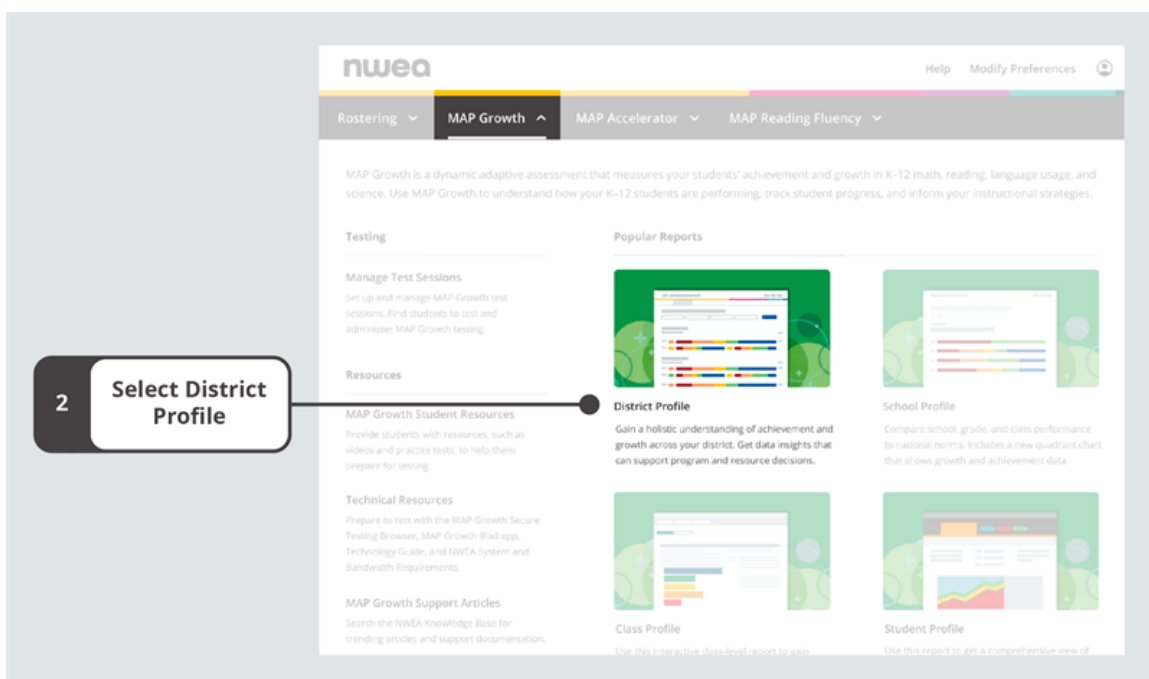 nwea
Help Modify Preferences
Rostering MAP Growth MAP Accelerator MAP Reading Fluency
MAP Growth is a dynamic adaptive assessment that measures your students' achievement and growth in K–12 math, reading, language usage, and
science. Use MAP Growth to understand how your K–12 students are performing, track student progress, and inform your instructional strategies.
Testing
Manage Test Sessions
Set up and manage MAP Growth test
sessions. Find students to test and
administer MAP Growth testing.
Resources
MAP Growth Student Resources
Provide students with resources, such as
videos and practice tests, to help them
prepare for testing.
Technical Resources
Prepare to test with the MAP Growth Secure
Testing Browser, MAP Growth iPad app,
Technology Guide, and NWEA System and
Bandwidth Requirements.
MAP Growth Support Articles
Search the NWEA Knowledge Base for
trending articles and support documentation.
Popular Reports
District Profile
Gain a holistic understanding of achievement and
growth across your district. Get data insights that
can support program and resource decisions.
School Profile
Compare school, grade, and class performance
to national norms. Includes a new quadrant chart
that shows growth and achievement data.
Class Profile
Use this interactive class-level report to gain
Student Profile
Use this report to get a comprehensive view of
2
Select District
Profile